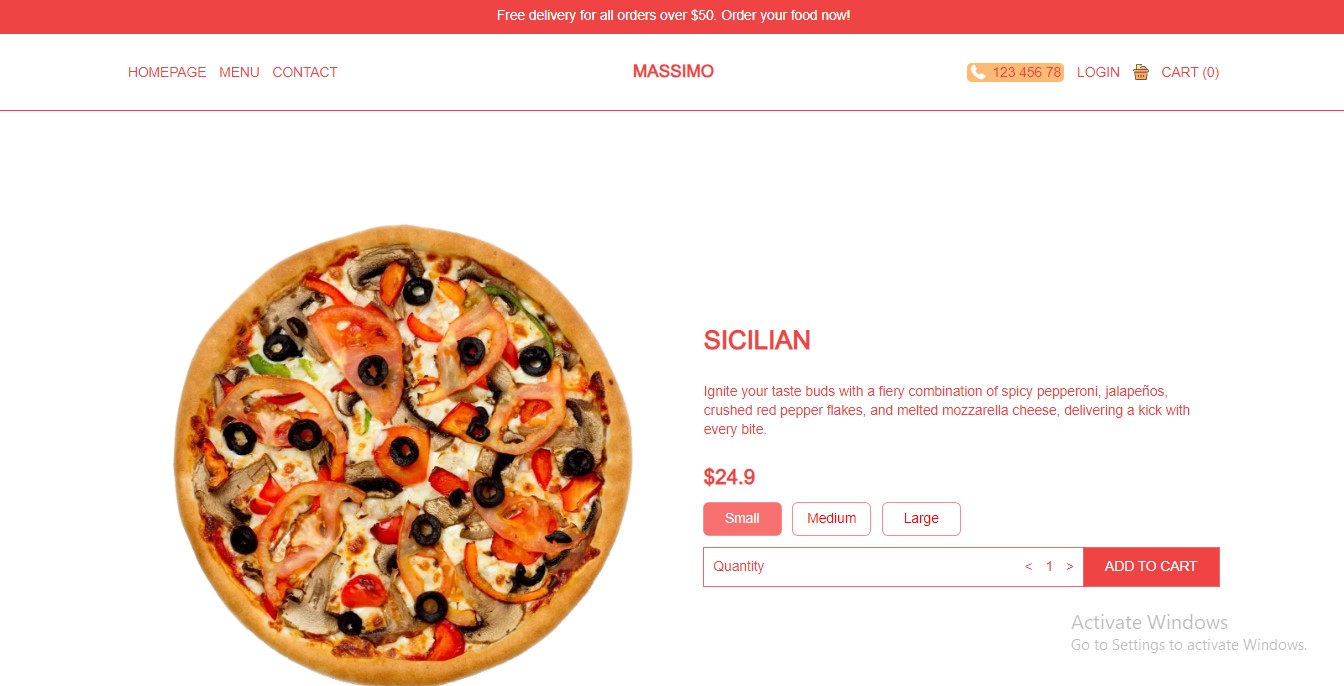 Free delivery for all orders over $50. Order your food now!
HOMEPAGE MENU CONTACT
MASSIMO
123 456 78 LOGIN CART (0)
SICILIAN
Ignite your taste buds with a fiery combination of spicy pepperoni, jalapeños,
crushed red pepper flakes, and melted mozzarella cheese, delivering a kick with
every bite.
$24.9
Small Medium Large
Quantity < 1 > ADD TO CART
Activate Windows
Go to Settings to activate Windows.